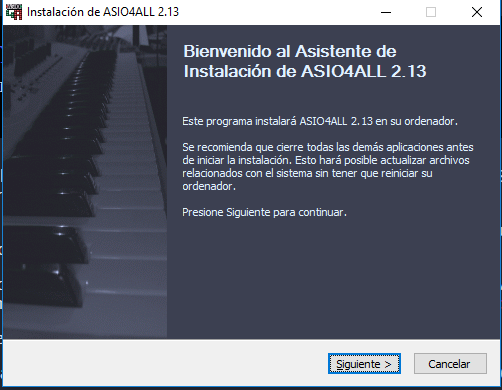 Instalación de ASIO4ALL 2.13
Bienvenido al Asistente de
Instalación de ASIO4ALL 2.13
Este programa instalará ASIO4ALL 2.13 en su ordenador.
Se recomienda que cierre todas las demás aplicaciones antes
de iniciar la instalación. Esto hará posible actualizar archivos
relacionados con el sistema sin tener que reiniciar su
ordenador.
Presione Siguiente para continuar.
Siguiente >
Cancelar